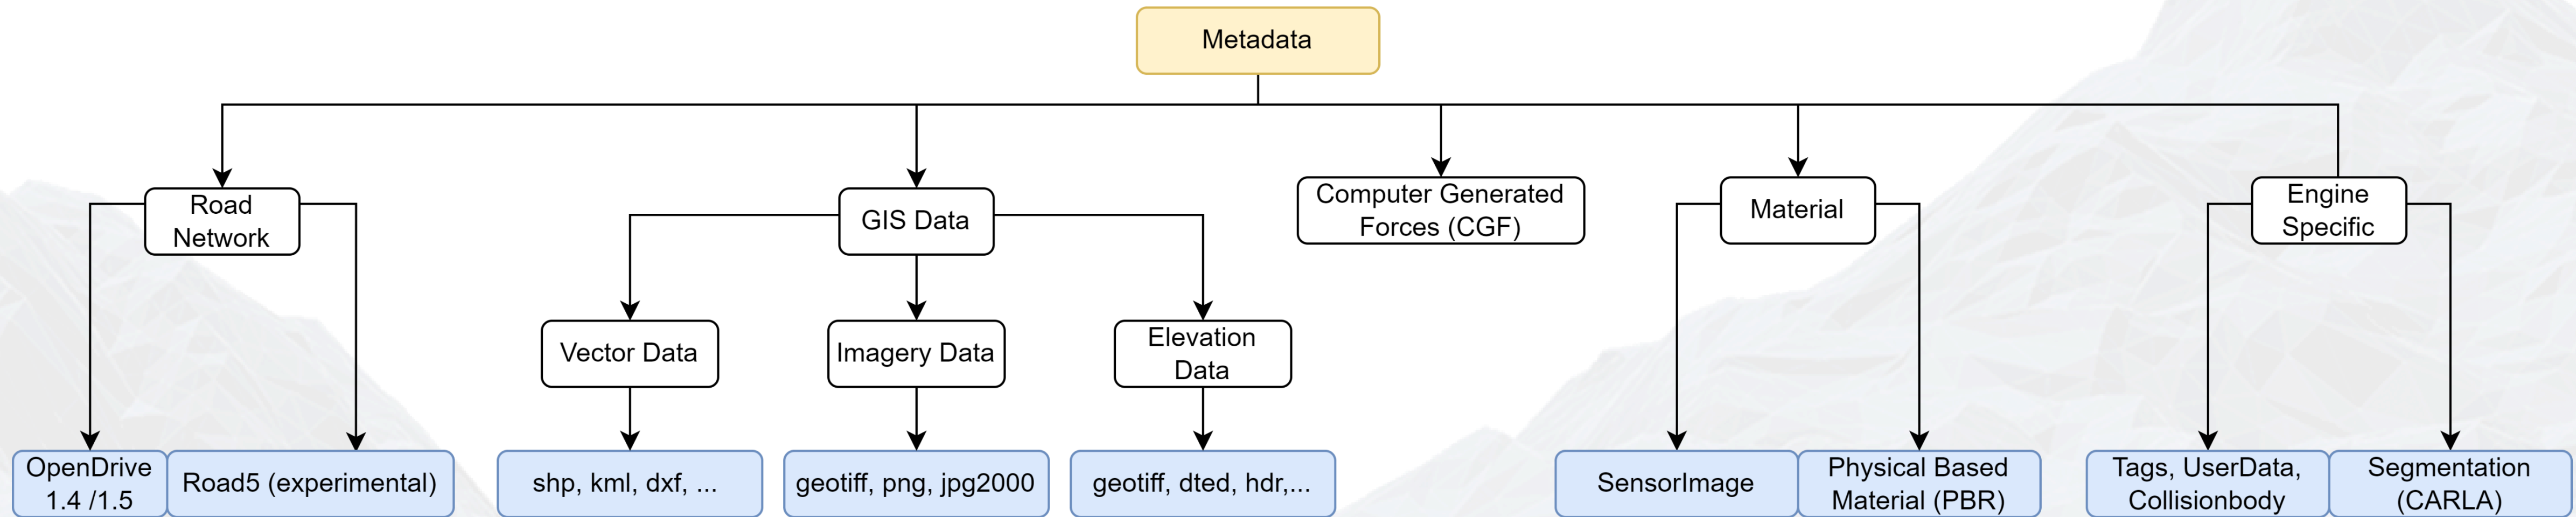 Metadata
Road
Network
GIS Data
Computer Generated
Forces (CGF)
Material
Engine
Specific
Vector Data
Imagery Data
Elevation
Data
OpenDrive
1.4 /1.5
Road5 (experimental)
shp, kml, dxf, ...
geotiff, png, jpg2000
geotiff, dted, hdr,...
SensorImage
Physical Based
Material (PBR)
Tags, UserData,
Collisionbody
Segmentation
(CARLA)